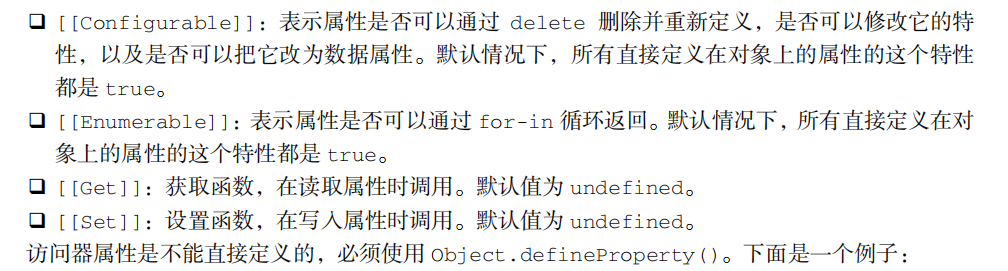 ❑ [[Configurable]]：表示属性是否可以通过 delete 删除并重新定义，是否可以修改它的特
性，以及是否可以把它改为数据属性。默认情况下，所有直接定义在对象上的属性的这个特性
都是 true。
❑ [[Enumerable]]：表示属性是否可以通过 for-in 循环返回。默认情况下，所有直接定义在对
象上的属性的这个特性都是 true。
❑ [[Get]]：获取函数，在读取属性时调用。默认值为 undefined。
❑ [[Set]]：设置函数，在写入属性时调用。默认值为 undefined。
访问器属性是不能直接定义的，必须使用 Object.defineProperty()。下面是一个例子：